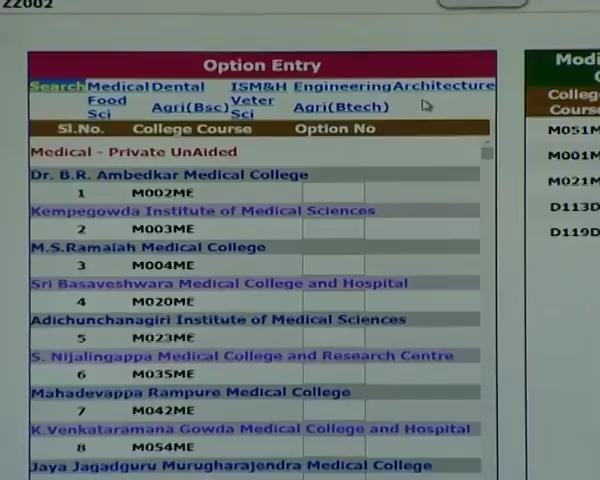 ZZ002
Option Entry
Search Medical Dental ISM&H Engineering Architecture
Food Sci Agri(Bsc) Veter Sci Agri(Btech)
Sl.No. College Course Option No
Medical - Private UnAided
Dr. B.R. Ambedkar Medical College
1 M002ME
Kempegowda Institute of Medical Sciences
2 M003ME
M.S.Ramaiah Medical College
3 M004ME
Sri Basaveshwara Medical College and Hospital
4 M020ME
Adichunchanagiri Institute of Medical Sciences
5 M023ME
S. Nijalingappa Medical College and Research Centre
6 M035ME
Mahadevappa Rampure Medical College
7 M042ME
K.Venkataramana Gowda Medical College and Hospital
8 M054ME
Jaya Jagadguru Murugharajendra Medical College
Modi
College
Course
M051M
M001M
M021M
D113D
D119D